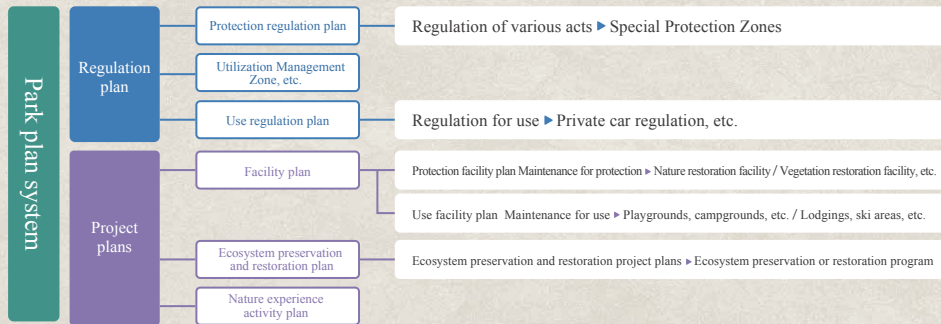 Park plan system
Regulation
plan
Protection regulation plan
Regulation of various acts ▶ Special Protection Zones
Utilization Management
Zone, etc.
Use regulation plan
Regulation for use ▶ Private car regulation, etc.
Project
plans
Facility plan
Protection facility plan Maintenance for protection ▶ Nature restoration facility / Vegetation restoration facility, etc.
Use facility plan Maintenance for use ▶ Playgrounds, campgrounds, etc. / Lodgings, ski areas, etc.
Ecosystem preservation
and restoration plan
Ecosystem preservation and restoration project plans ▶ Ecosystem preservation or restoration program
Nature experience
activity plan